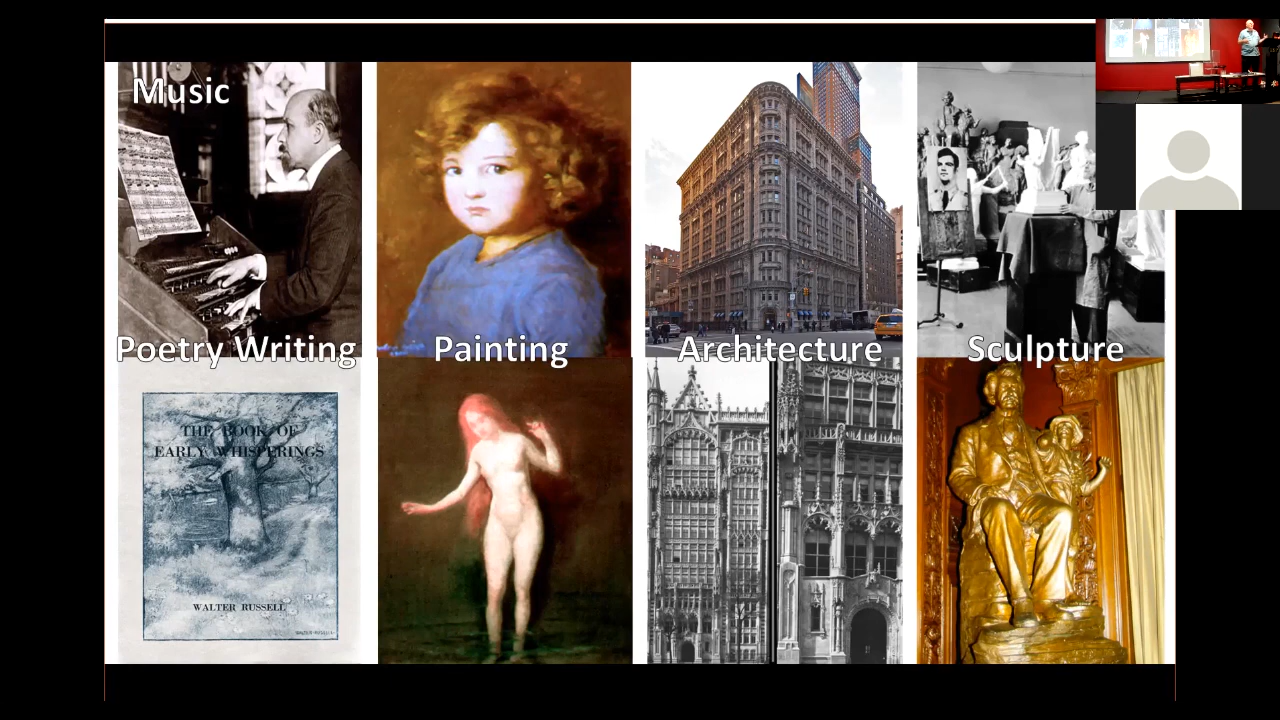 Music
Poetry Writing
Painting
Architecture
Sculpture
THE BOOK OF
EARLY WHISPERINGS
WALTER RUSSELL